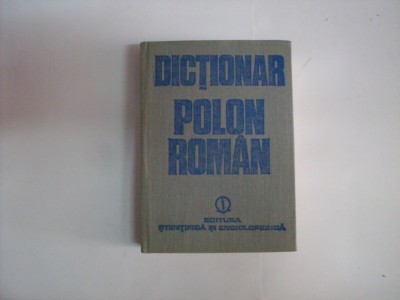 DICȚIONAR
POLON
ROMÂN
EDITURA
ȘTIINȚIFICĂ ȘI ENCICLOPEDICĂ